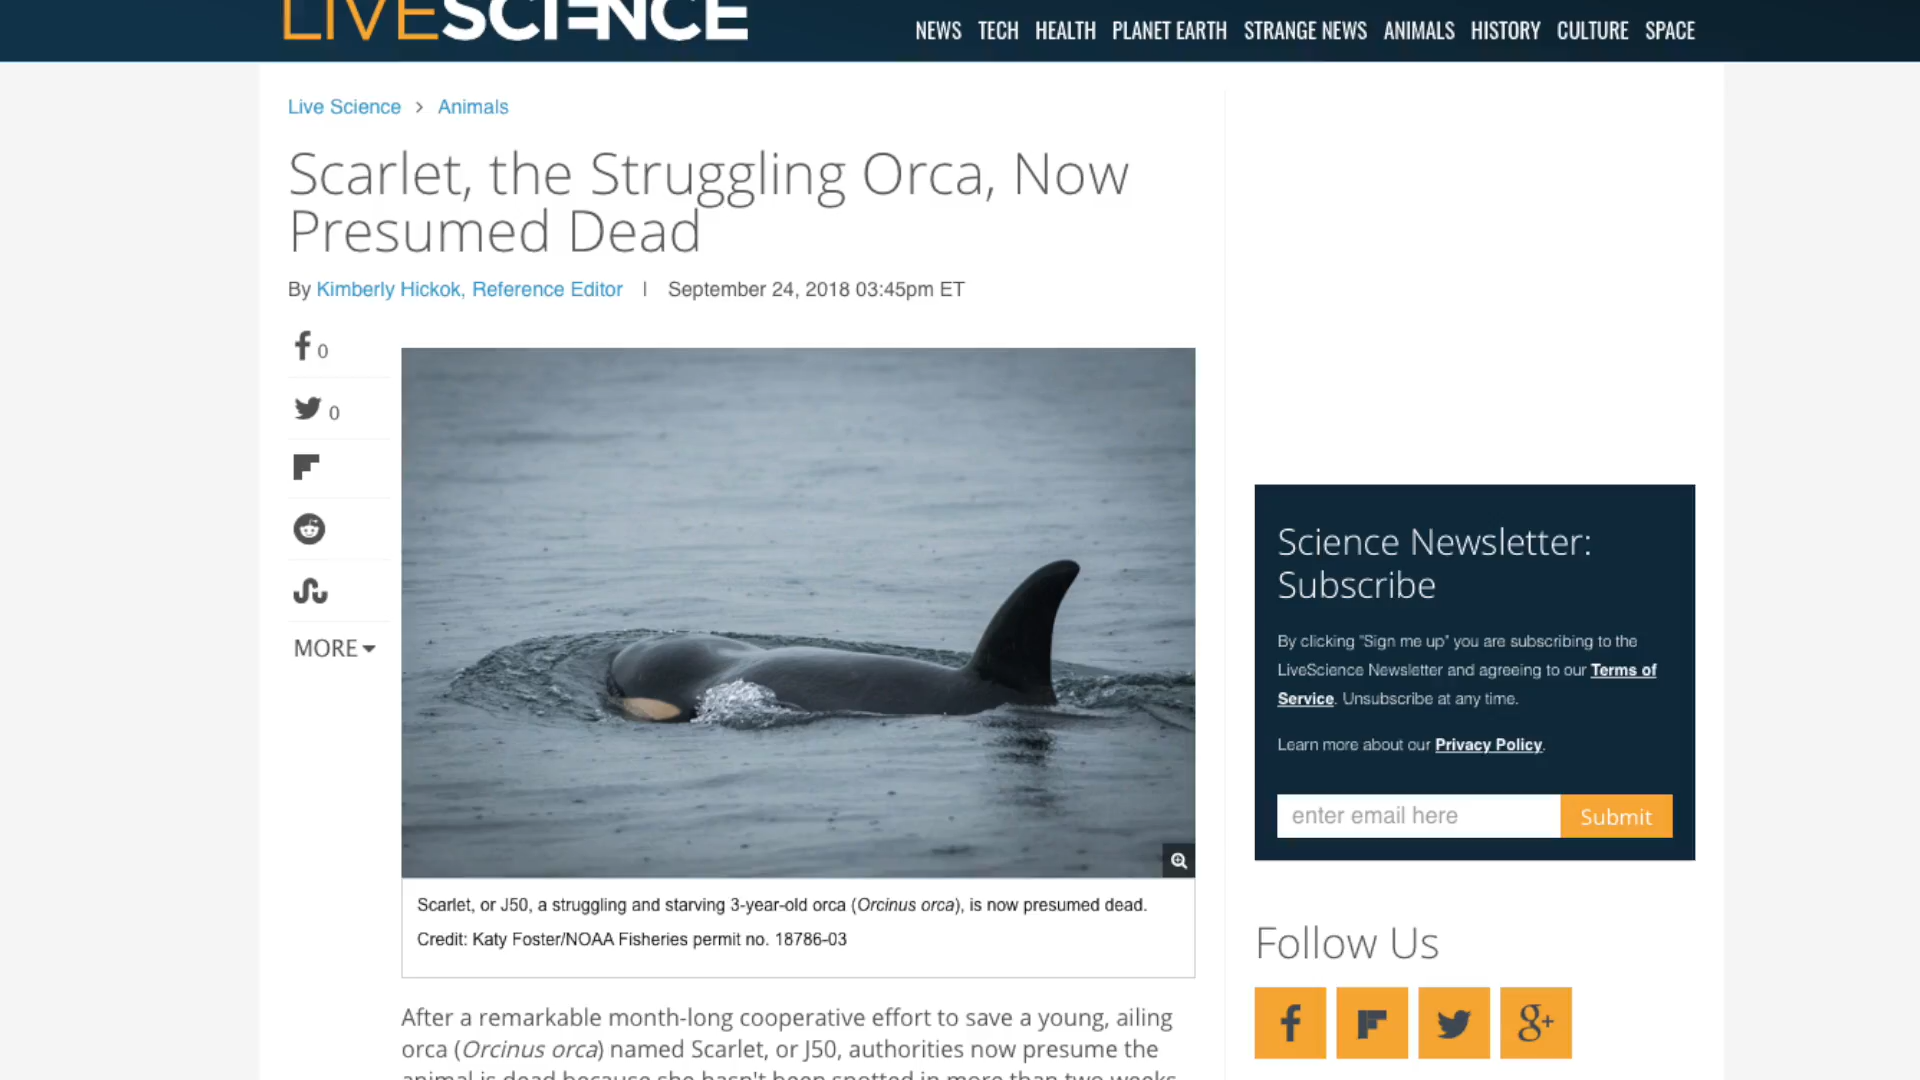 LIVESCIENCE
NEWS TECH HEALTH PLANET EARTH STRANGE NEWS ANIMALS HISTORY CULTURE SPACE
Live Science > Animals
Scarlet, the Struggling Orca, Now
Presumed Dead
By Kimberly Hickok, Reference Editor | September 24, 2018 03:45pm ET
0
0
MORE
Scarlet, or J50, a struggling and starving 3-year-old orca (Orcinus orca), is now presumed dead.
Credit: Katy Foster/NOAA Fisheries permit no. 18786-03
After a remarkable month-long cooperative effort to save a young, ailing
orca (Orcinus orca) named Scarlet, or J50, authorities now presume the
animal is dead because she hasn't been spotted in more than two weeks
Science Newsletter:
Subscribe
By clicking "Sign me up" you are subscribing to the
LiveScience Newsletter and agreeing to our Terms of
Service. Unsubscribe at any time.
Learn more about our Privacy Policy.
enter email here
Submit
Follow Us
g+